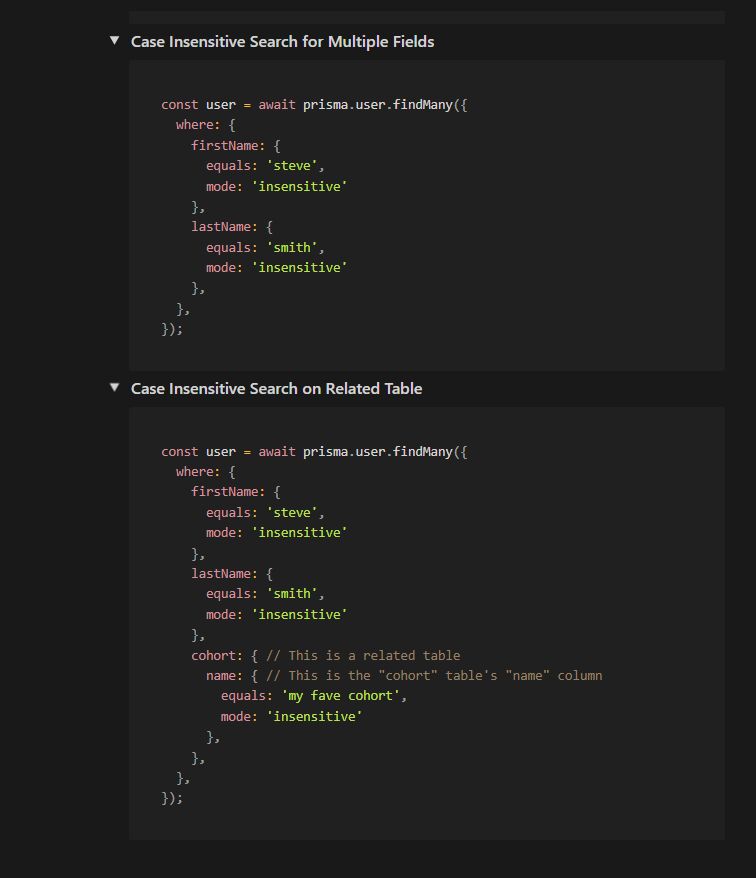 Case Insensitive Search for Multiple Fields
const user = await prisma.user.findMany({
  where: {
    firstName: {
      equals: 'steve',
      mode: 'insensitive'
    },
    lastName: {
      equals: 'smith',
      mode: 'insensitive'
    },
  },
});
Case Insensitive Search on Related Table
const user = await prisma.user.findMany({
  where: {
    firstName: {
      equals: 'steve',
      mode: 'insensitive'
    },
    lastName: {
      equals: 'smith',
      mode: 'insensitive'
    },
    cohort: { // This is a related table
      name: { // This is the "cohort" table's "name" column
        equals: 'my fave cohort',
        mode: 'insensitive'
      },
    },
  },
});